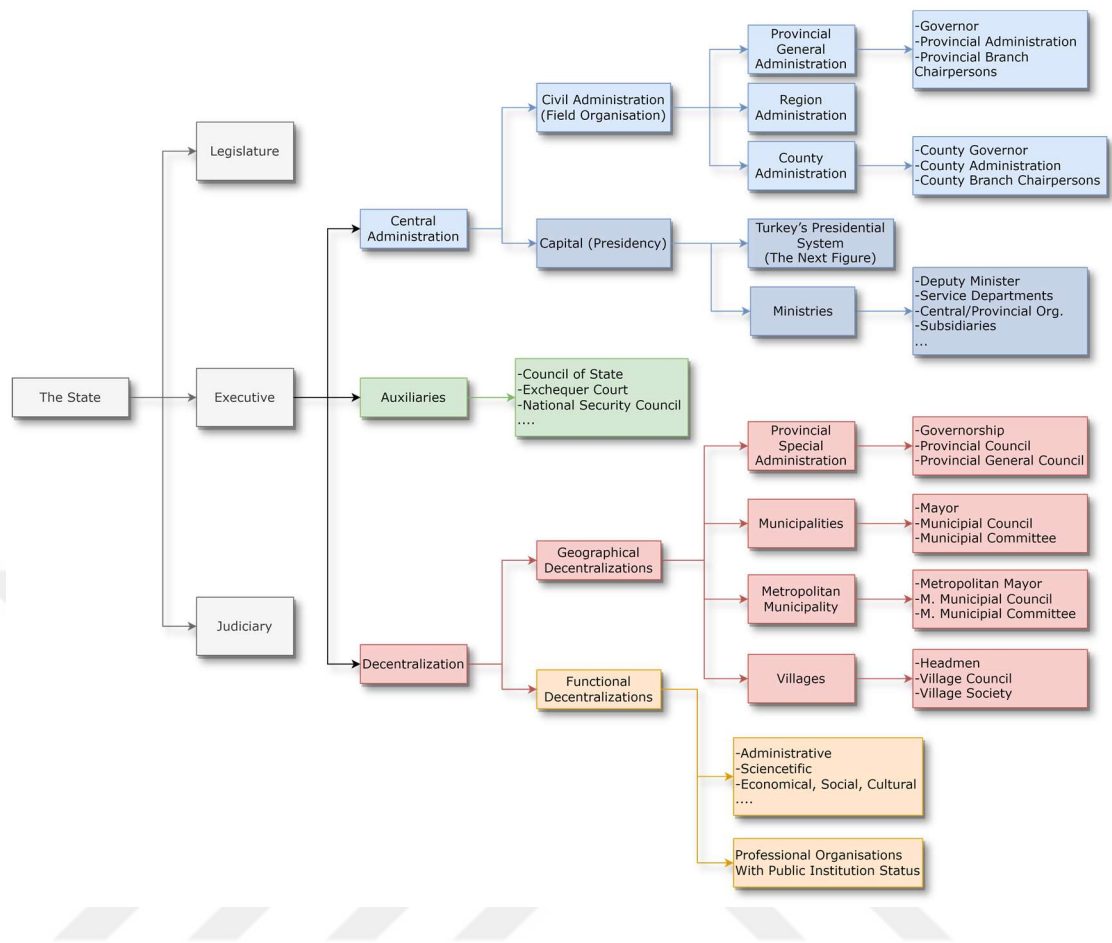 The State
Legislature
Executive
Judiciary
Central
Administration
Auxiliaries
Decentralization
Civil Administration
(Field Organisation)
Capital (Presidency)
-Council of State
-Exchequer Court
-National Security Council
....
Geographical
Decentralizations
Functional
Decentralizations
Provincial
General
Administration
-Governor
-Provincial Administration
-Provincial Branch
Chairpersons
Region
Administration
County
Administration
-County Governor
-County Administration
-County Branch Chairpersons
Turkey's Presidential
System
(The Next Figure)
Ministries
-Deputy Minister
-Service Departments
-Central/Provincial Org.
-Subsidiaries
...
Provincial
Special
Administration
-Governorship
-Provincial Council
-Provincial General Council
Municipalities
-Mayor
-Municipial Council
-Municipial Committee
Metropolitan
Municipality
-Metropolitan Mayor
-M. Municipial Council
-M. Municipial Committee
Villages
-Headmen
-Village Council
-Village Society
-Administrative
-Sciencetific
-Economical, Social, Cultural
....
Professional Organisations
With Public Institution Status